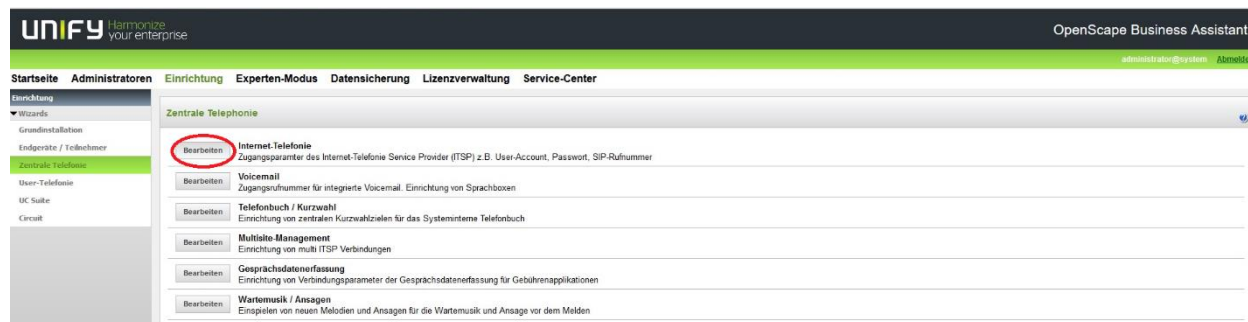 UNIFY Harmonize
your enterprise
OpenScape Business Assistant
administrator@system Abmelde
Startseite Administratoren Einrichtung Experten-Modus Datensicherung Lizenzverwaltung Service-Center
Einrichtung
Wizards
Grundinstallation
Endgeräte / Teilnehmer
Zentrale Telefonie
User-Telefonie
UC Suite
Circuit
Zentrale Telephonie
Bearbeiten
Internet-Telefonie
Zugangsparamter des Internet-Telefonie Service Provider (ITSP) z.B. User-Account, Passwort, SIP-Rufnummer
Bearbeiten
Voicemail
Zugangsrufnummer für integrierte Voicemail. Einrichtung von Sprachboxen
Bearbeiten
Telefonbuch / Kurzwahl
Einrichtung von zentralen Kurzwahlzielen für das Systeminterne Telefonbuch
Bearbeiten
Multisite-Management
Einrichtung von multi ITSP Verbindungen
Bearbeiten
Gesprächsdatenerfassung
Einrichtung von Verbindungsparameter der Gesprächsdatenerfassung für Gebührenapplikationen
Bearbeiten
Wartemusik / Ansagen
Einspielen von neuen Melodien und Ansagen für die Wartemusik und Ansage vor dem Melden